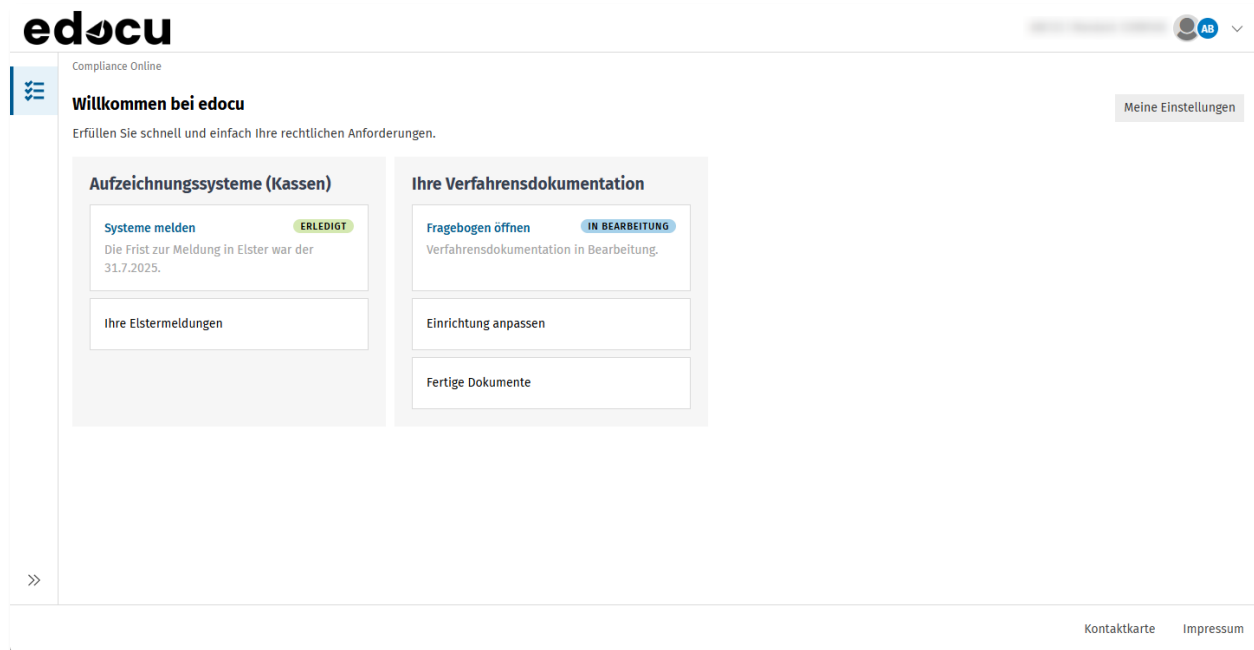 edocu
AB
Compliance Online
Willkommen bei edocu
Meine Einstellungen
Erfüllen Sie schnell und einfach Ihre rechtlichen Anforderungen.
Aufzeichnungssysteme (Kassen)
Systeme melden
ERLEDIGT
Die Frist zur Meldung in Elster war der
31.7.2025.
Ihre Elstermeldungen
Ihre Verfahrensdokumentation
Fragebogen öffnen
IN BEARBEITUNG
Verfahrensdokumentation in Bearbeitung.
Einrichtung anpassen
Fertige Dokumente
Kontaktkarte
Impressum